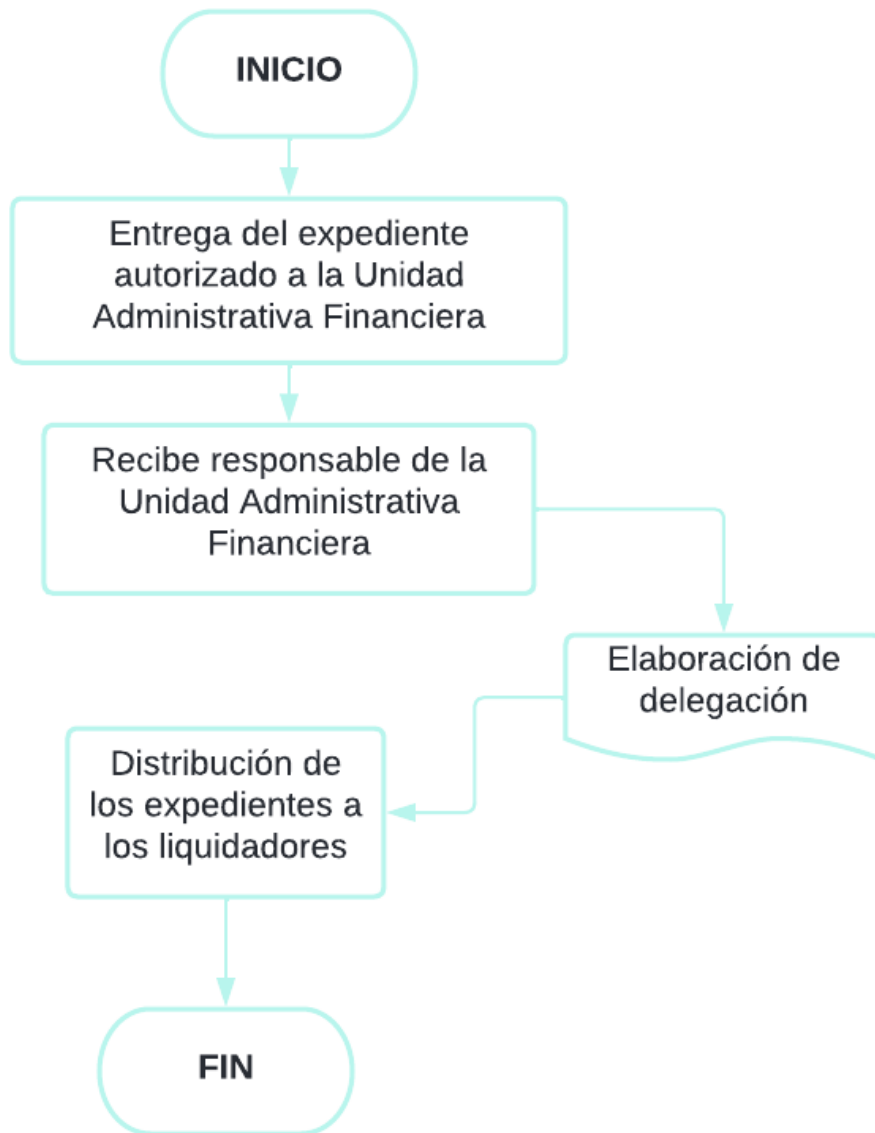 INICIO
Entrega del expediente
autorizado a la Unidad
Administrativa Financiera
Recibe responsable de la
Unidad Administrativa
Financiera
Elaboración de
delegación
Distribución de
los expedientes a
los liquidadores
FIN